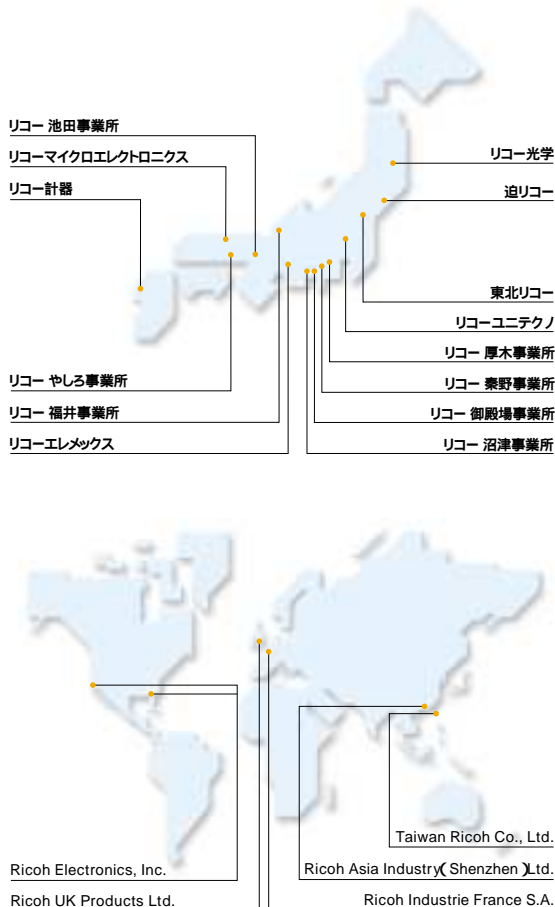 リコー 池田事業所
リコーマイクロエレクトロニクス
リコー計器
リコー光学
迫リコー
東北リコー
リコーユニテクノ
リコー 厚木事業所
リコー やしろ事業所
リコー 秦野事業所
リコー 福井事業所
リコー 御殿場事業所
リコーエレメックス
リコー 沼津事業所
Taiwan Ricoh Co., Ltd.
Ricoh Electronics, Inc.
Ricoh Asia Industry(Shenzhen)Ltd.
Ricoh UK Products Ltd.
Ricoh Industrie France S.A.